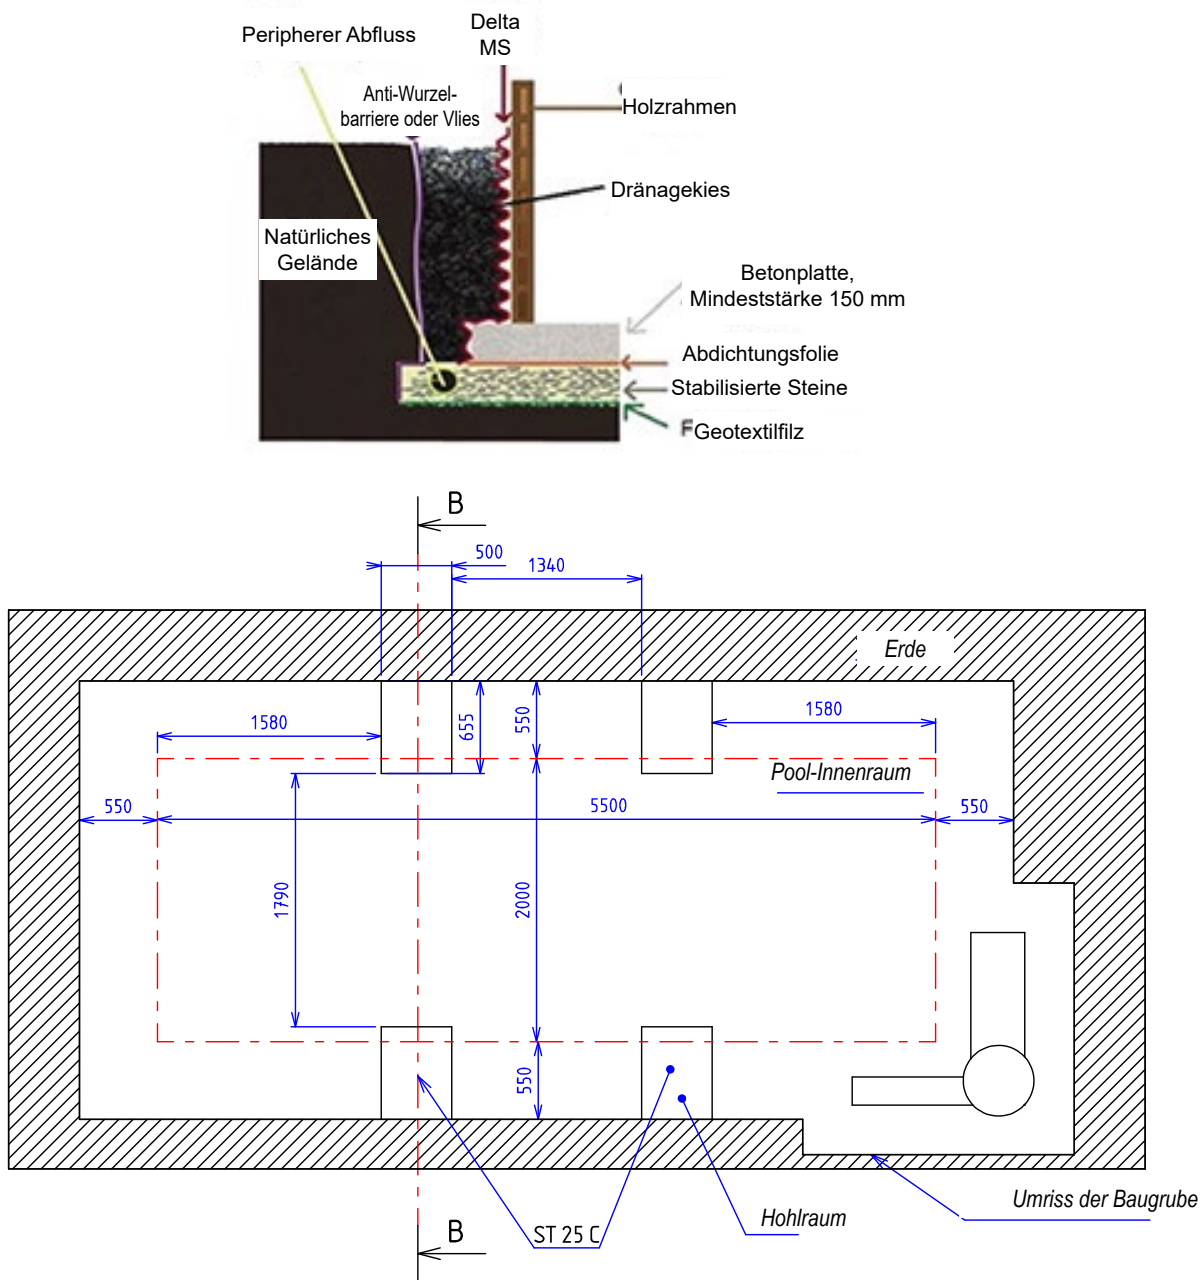 Peripherer Abfluss
Delta
MS
Anti-Wurzel-
barriere oder Vlies
Holzrahmen
Dränagekies
Natürliches
Gelände
Betonplatte,
Mindeststärke 150 mm
Abdichtungsfolie
Stabilisierte Steine
FGeotextilfilz
B
500
1340
Erde
1580
655
550
1580
Pool-Innenraum
550
5500
550
1790
2000
550
Umriss der Baugrube
Hohlraum
ST 25 C
B